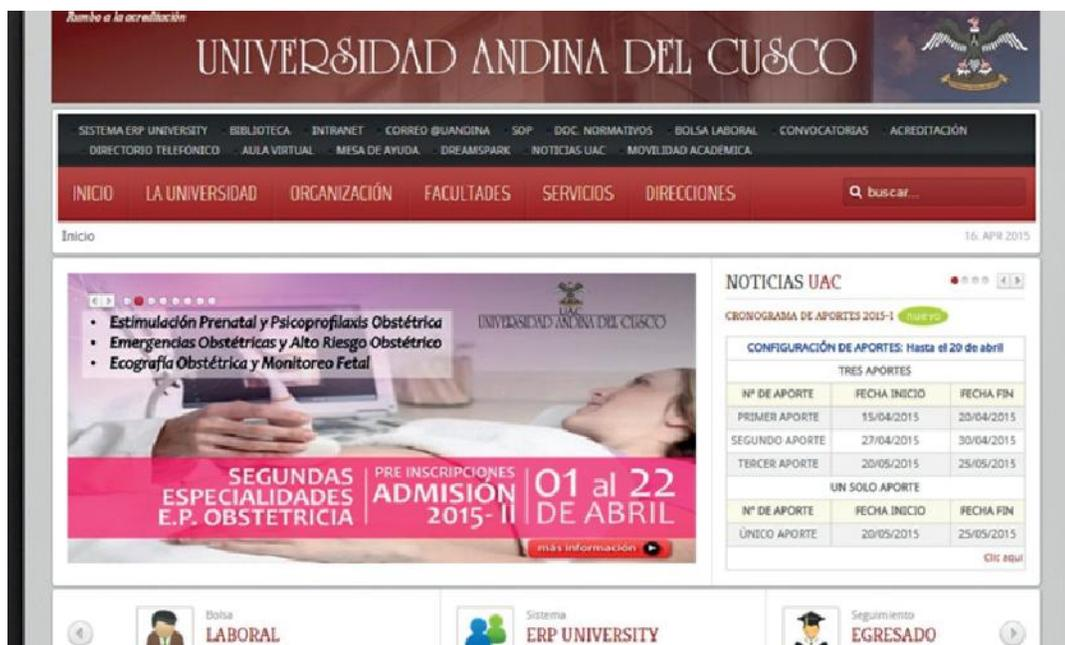 Rumbo a la acreditación
UNIVERSIDAD ANDINA DEL CUSCO
SISTEMA ERP UNIVERSITY BIBLIOTECA INTRANET CORREO @UANDINA SOP DOC. NORMATIVOS BOLSA LABORAL CONVOCATORIAS ACREDITACIÓN
DIRECTORIO TELEFÓNICO AULA VIRTUAL MESA DE AYUDA DREAMSPARK NOTICIAS UAC MOVILIDAD ACADÉMICA
INICIO LA UNIVERSIDAD ORGANIZACIÓN FACULTADES SERVICIOS DIRECCIONES buscar...
Inicio 16. APR 2015
UAC
UNIVERSIDAD ANDINA DEL CUSCO
• Estimulación Prenatal y Psicoprofilaxis Obstétrica
• Emergencias Obstétricas y Alto Riesgo Obstétrico
• Ecografía Obstétrica y Monitoreo Fetal
SEGUNDAS
ESPECIALIDADES
E.P. OBSTETRICIA
PRE INSCRIPCIONES
ADMISIÓN
2015- II
01 al 22
DE ABRIL
más información
NOTICIAS UAC
CRONOGRAMA DE APORTES 2015-I nuevo
CONFIGURACIÓN DE APORTES: Hasta el 20 de abril
TRES APORTES
Nº DE APORTE FECHA INICIO FECHA FIN
PRIMER APORTE 15/04/2015 20/04/2015
SEGUNDO APORTE 27/04/2015 30/04/2015
TERCER APORTE 20/05/2015 25/05/2015
UN SOLO APORTE
Nº DE APORTE FECHA INICIO FECHA FIN
ÚNICO APORTE 20/05/2015 25/05/2015
Clic aqui
Bolsa
LABORAL
Sistema
ERP UNIVERSITY
Seguimiento
EGRESADO